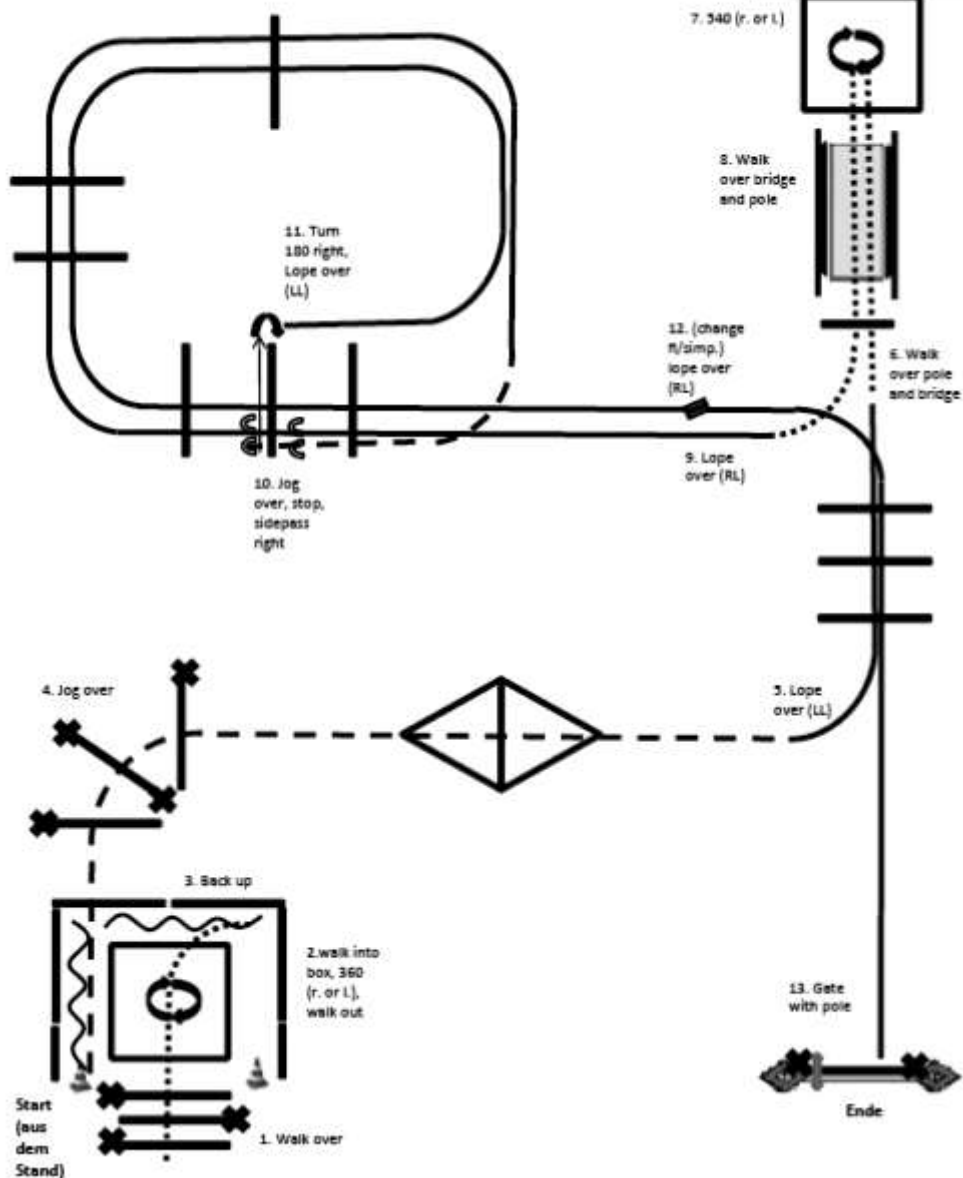 7. 540 (r. or l.)
8. Walk
over bridge
and pole
11. Turn
180 right,
Lope over
(LL)
12. (change
fl/simp.)
lope over
(RL)
6. Walk
over pole
and bridge
9. Lope
over (RL)
10. Jog
over, stop,
sidepass
right
4. Jog over
5. Lope
over (LL)
3. Back up
2.walk into
box, 360
(r. or l.),
walk out
13. Gate
with pole
Start
(aus
dem
Stand)
1. Walk over
Ende